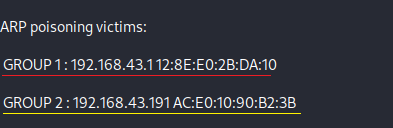 ARP poisoning victims:
GROUP 1 : 192.168.43.1 12:8E:E0:2B:DA:10
GROUP 2 : 192.168.43.191 AC:E0:10:90:B2:3B